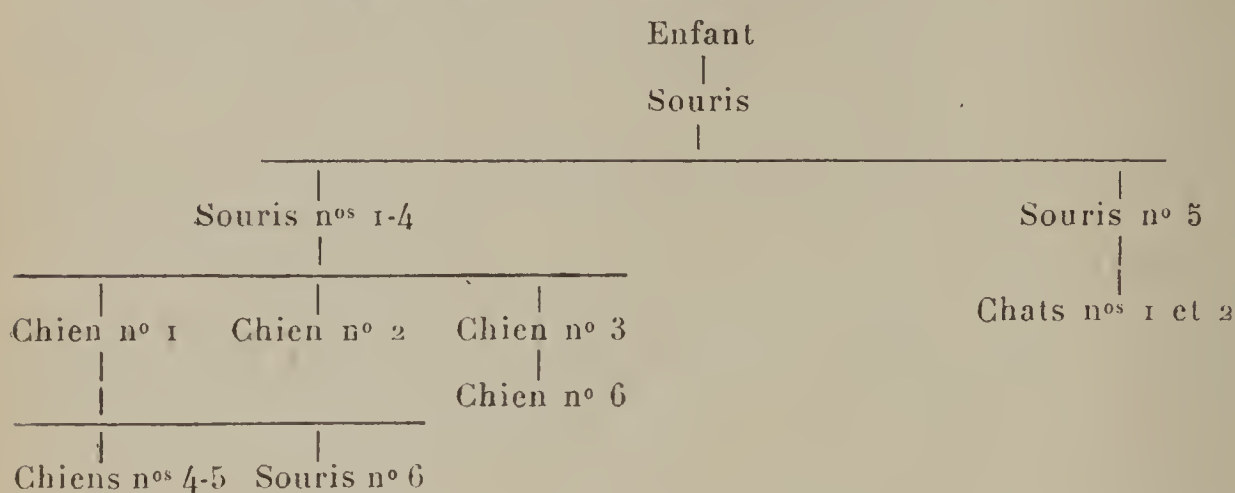 Enfant
Souris
Souris nos 1-4 Souris no 5
Chien no 1 Chien no 2 Chien no 3 Chats nos 1 et 2
Chien no 6
Chiens nos 4-5 Souris no 6